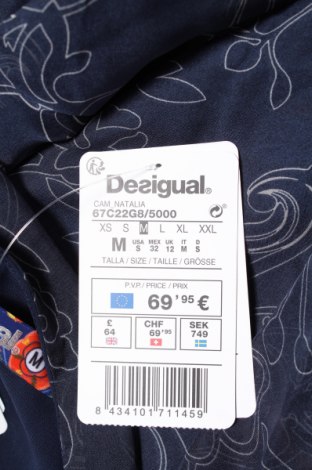 Desigual®
CAM_NATALIA
67C22G8/5000
XS S M L XL XXL
M USA S MEX 32 UK 12 IT M D S
TALLA / SIZE / TAILLE / GRÖSSE
P.V.P./ PRICE / PRIX
69'95 €
£ 64
CHF 69'95
SEK 749
8 434101 711459
ual.
M